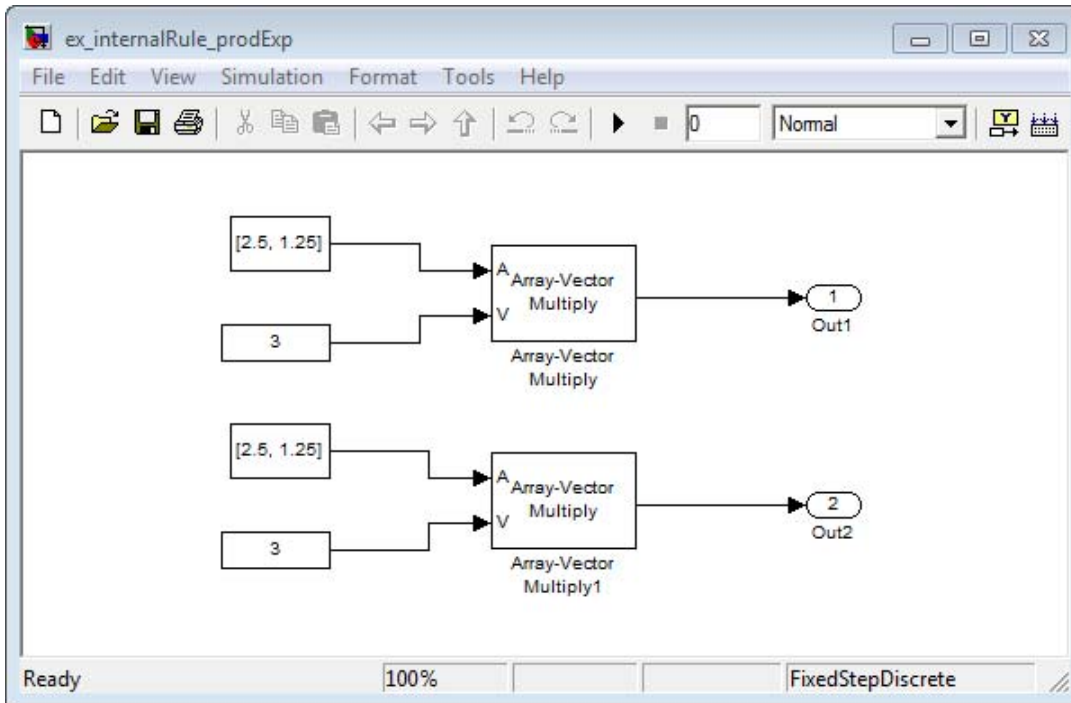 ex_internalRule_prodExp
File Edit View Simulation Format Tools Help
0 Normal
[2.5, 1.25]
A Array-Vector
Multiply
V
1
Out1
3
Array-Vector
Multiply
[2.5, 1.25]
A Array-Vector
Multiply
V
2
Out2
3
Array-Vector
Multiply1
Ready 100% FixedStepDiscrete